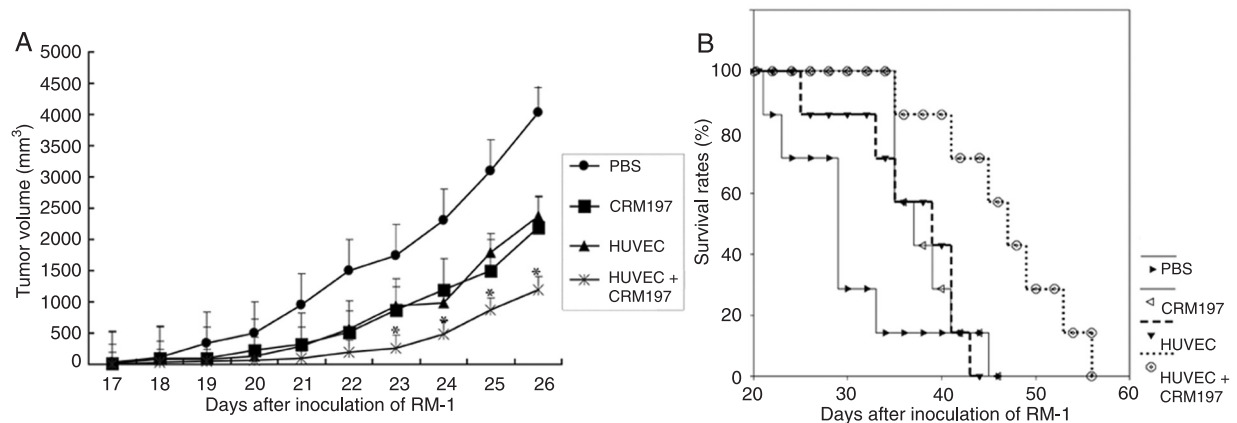 A
5000
4000
3500
3000
2500
2000
1500
1000
500
0
Tumor volume (mm³)
17 18 19 20 21 22 23 24 25 26
Days after inoculation of RM-1
* * * *
PBS
CRM197
HUVEC
HUVEC +
CRM197
B
100
80
60
40
20
0
Survival rates (%)
20 30 40 50 60
Days after inoculation of RM-1
PBS
CRM197
HUVEC
HUVEC +
CRM197